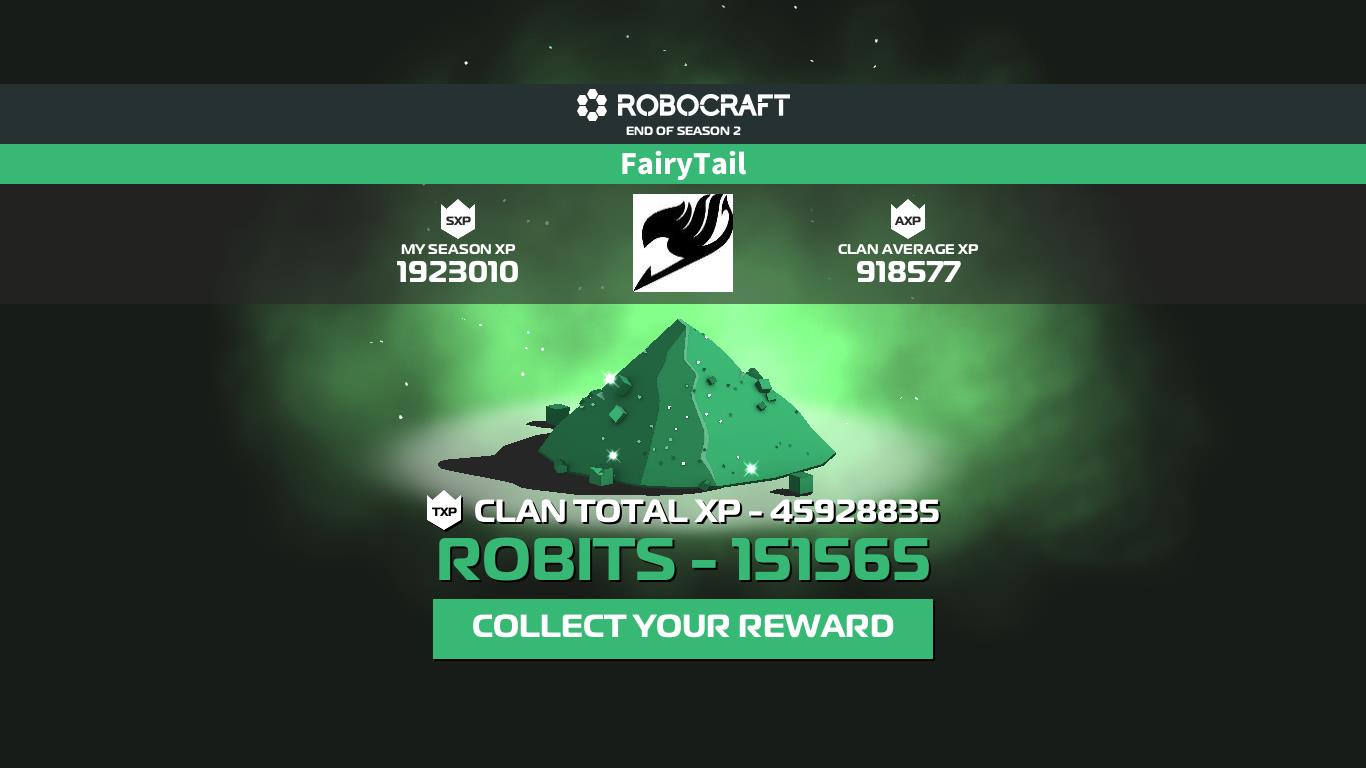 ROBOCRAFT
END OF SEASON 2
FairyTail
SXP
MY SEASON XP
1923010
AXP
CLAN AVERAGE XP
918577
TXP CLAN TOTAL XP - 45928835
ROBITS - 151565
COLLECT YOUR REWARD